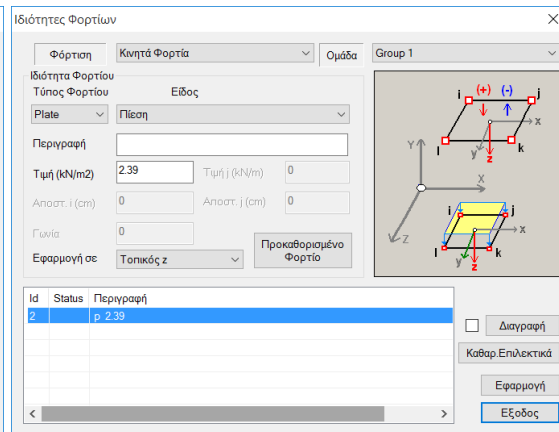 Ιδιότητες Φορτίων
Φόρτιση Κινητά Φορτία Ομάδα Group 1
Ιδιότητα Φορτίου
Τύπος Φορτίου Είδος
Plate Πίεση
Περιγραφή
Τιμή (kN/m2) 2.39 Τιμή j (kN/m) 0
Αποστ. i (cm) 0 Αποστ. j (cm) 0
Γωνία 0
Εφαρμογή σε Τοπικός z Προκαθορισμένο Φορτίο
i (+) (-) j
x
l y z k
Y X Z
i j
x
l y z k
Id Status Περιγραφή
2 p 2.39
Διαγραφή
Καθαρ.Επιλεκτικά
Εφαρμογή
Εξοδος